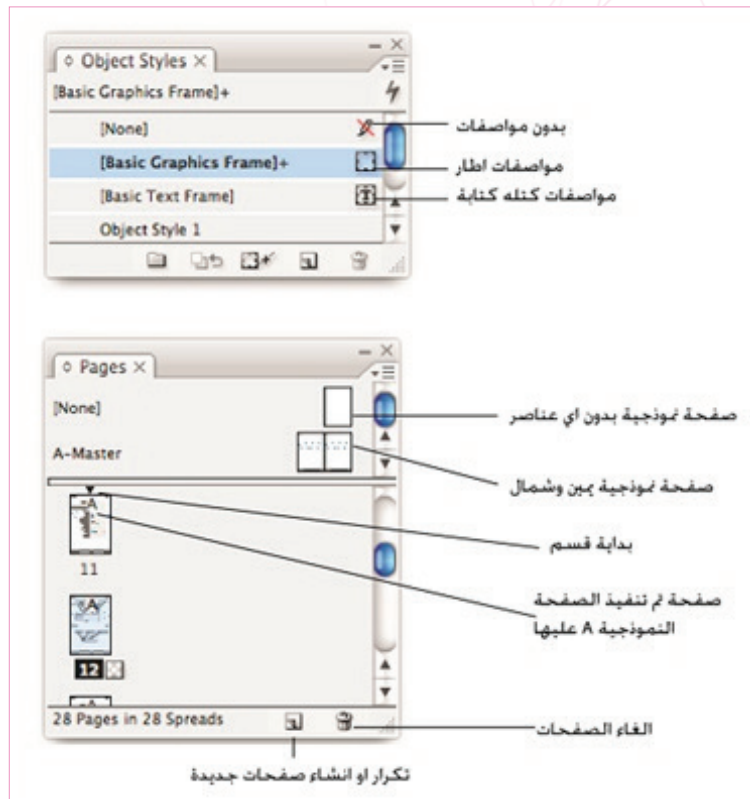 Object Styles
[Basic Graphics Frame]+
[None]
بدون مواصفات
[Basic Graphics Frame]+
مواصفات اطار
[Basic Text Frame]
مواصفات كتله كتابة
Object Style 1
Pages
[None]
صفحة نموذجية بدون اي عناصر
A-Master
صفحة نموذجية يمين وشمال
A
بداية قسم
11
صفحة تم تنفيذ الصفحة
النموذجية A عليها
A
12
28 Pages in 28 Spreads
الغاء الصفحات
تكرار او انشاء صفحات جديدة